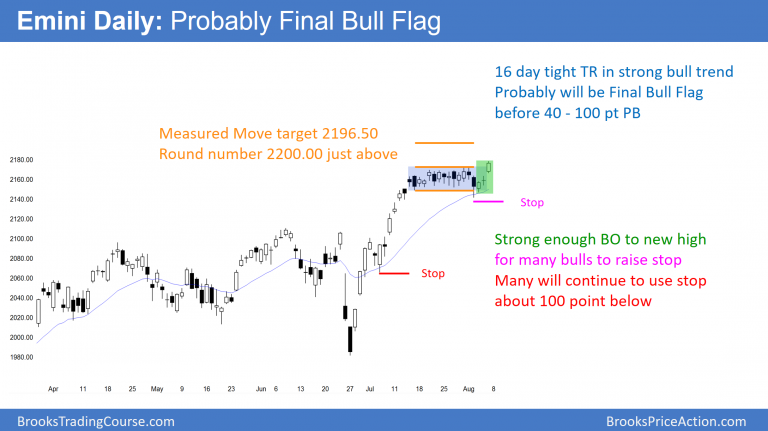 Emini Daily: Probably Final Bull Flag
16 day tight TR in strong bull trend
Probably will be Final Bull Flag
before 40 - 100 pt PB
Measured Move target 2196.50
Round number 2200.00 just above
2180.00
2160.00
2140.00
2120.00
2100.00
2080.00
2060.00
2040.00
2020.00
2000.00
1980.00
Stop
Stop
Strong enough BO to new high
for many bulls to raise stop
Many will continue to use stop
about 100 point below
Apr 11 18 25 May 9 16 23 Jun 6 13 20 27 Jul 11 18 25 Aug 8
BrooksTradingCourse.com
BrooksPriceAction.com